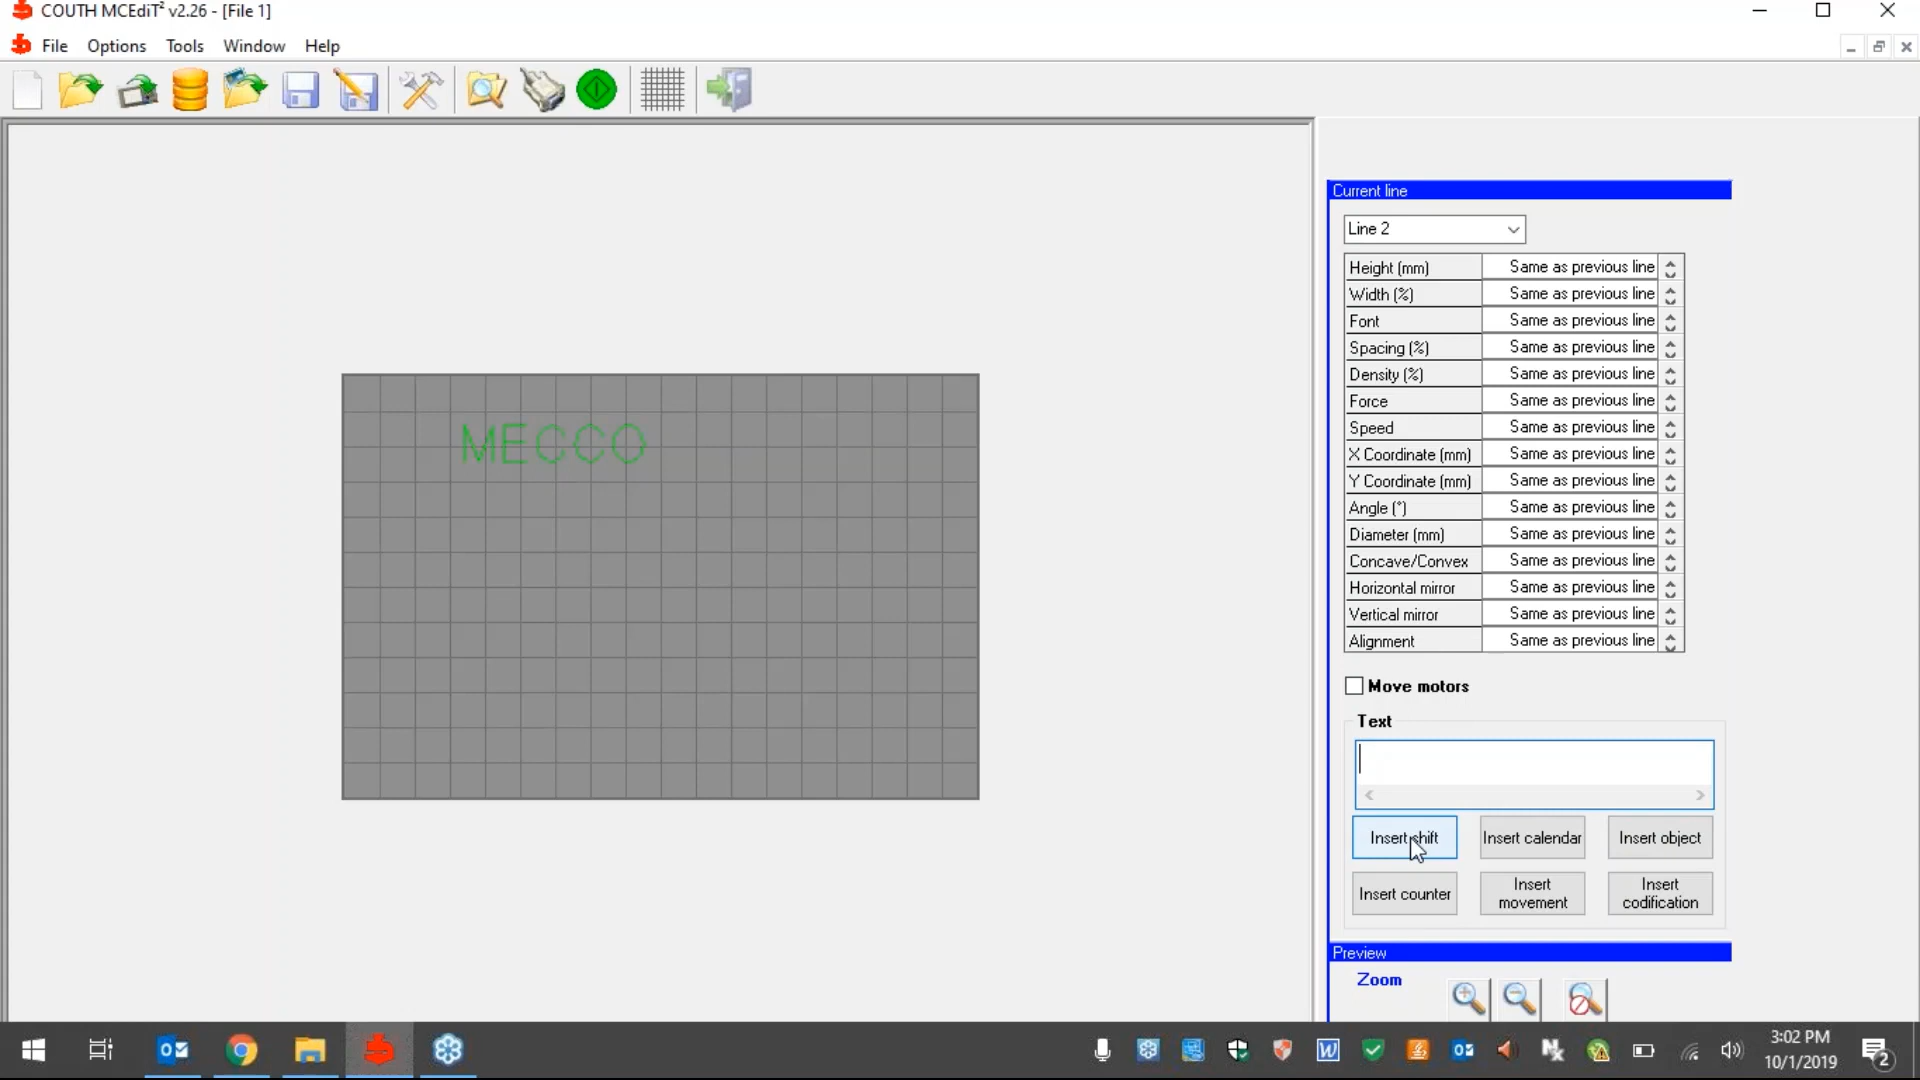 COUTH MCEdiT² v2.26 - [File 1]
File Options Tools Window Help
MECCO
Current line
Line 2
Height (mm) Same as previous line
Width (%) Same as previous line
Font Same as previous line
Spacing (%) Same as previous line
Density (%) Same as previous line
Force Same as previous line
Speed Same as previous line
X Coordinate (mm) Same as previous line
Y Coordinate (mm) Same as previous line
Angle (°) Same as previous line
Diameter (mm) Same as previous line
Concave/Convex Same as previous line
Horizontal mirror Same as previous line
Vertical mirror Same as previous line
Alignment Same as previous line
Move motors
Text
Insert shift Insert calendar Insert object
Insert counter Insert movement Insert codification
Preview
Zoom
3:02 PM
10/1/2019
2